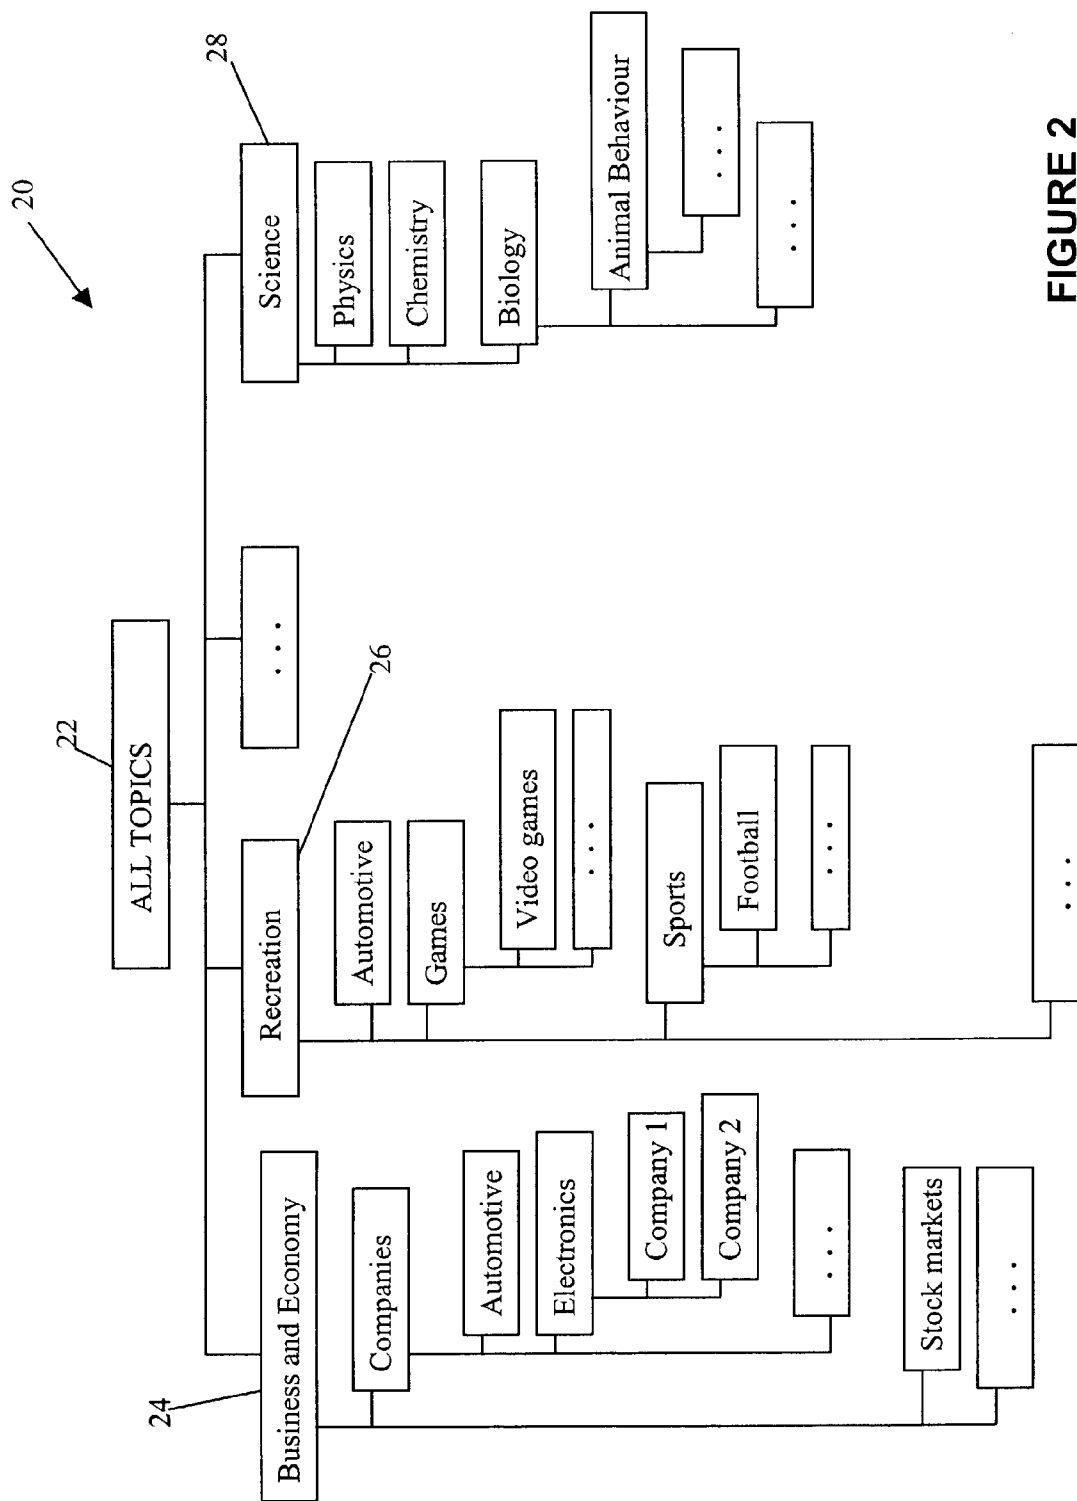 20
22
ALL TOPICS
24
Business and Economy
Companies
Automotive
Electronics
Company 1
Company 2
. . .
Stock markets
. . .
26
Recreation
Automotive
Games
Video games
. . .
Sports
Football
. . .
. . .
. . .
28
Science
Physics
Chemistry
Biology
Animal Behaviour
. . .
. . .
FIGURE 2